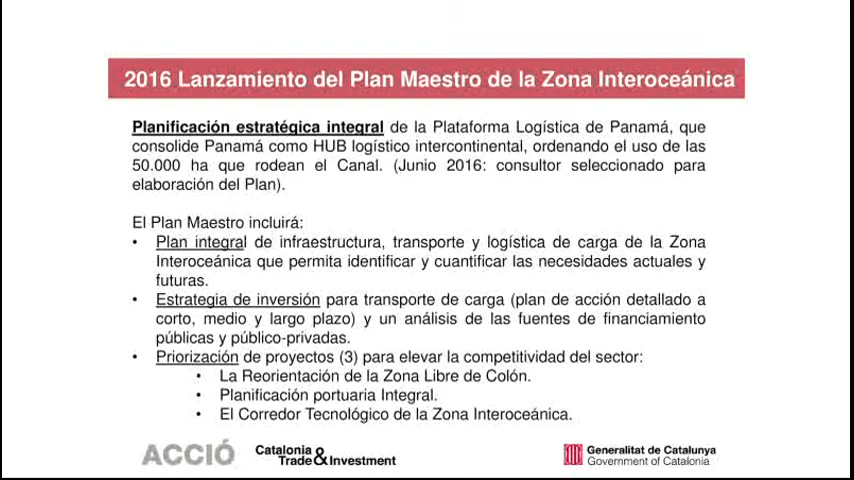 2016 Lanzamiento del Plan Maestro de la Zona Interoceánica
Planificación estratégica integral de la Plataforma Logística de Panamá, que
consolide Panamá como HUB logístico intercontinental, ordenando el uso de las
50.000 ha que rodean el Canal. (Junio 2016: consultor seleccionado para
elaboración del Plan).
El Plan Maestro incluirá:
• Plan integral de infraestructura, transporte y logística de carga de la Zona
Interoceánica que permita identificar y cuantificar las necesidades actuales y
futuras.
• Estrategia de inversión para transporte de carga (plan de acción detallado a
corto, medio y largo plazo) y un análisis de las fuentes de financiamiento
públicas y público-privadas.
• Priorización de proyectos (3) para elevar la competitividad del sector:
• La Reorientación de la Zona Libre de Colón.
• Planificación portuaria Integral.
• El Corredor Tecnológico de la Zona Interoceánica.
ACCIÓ
Catalonia
Trade & Investment
Generalitat de Catalunya
Government of Catalonia